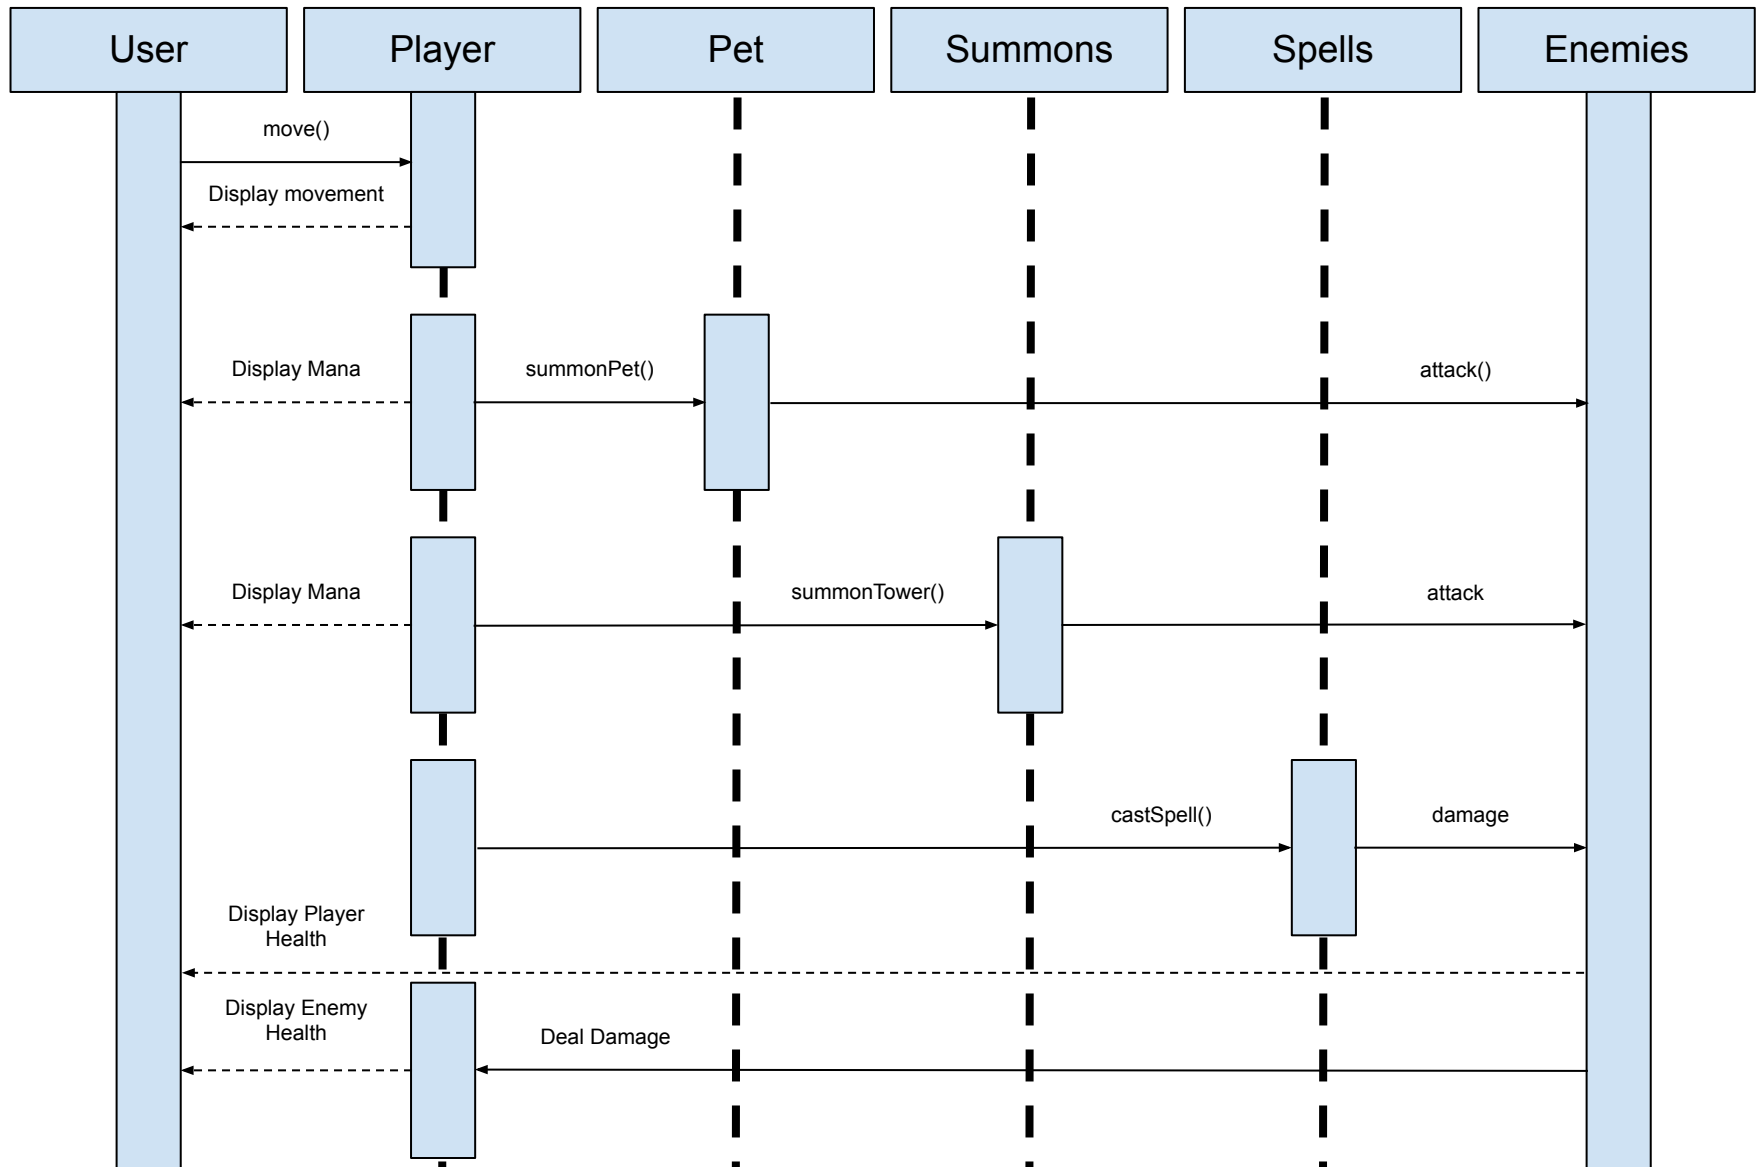 User
Player
Pet
Summons
Spells
Enemies
move()
Display movement
Display Mana
summonPet()
attack()
Display Mana
summonTower()
attack
castSpell()
damage
Display Player
Health
Display Enemy
Health
Deal Damage